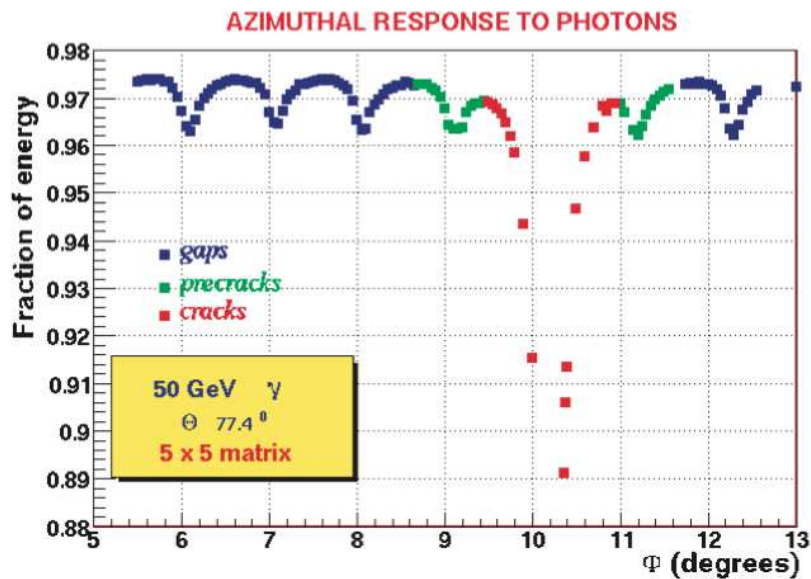 AZIMUTHAL RESPONSE TO PHOTONS
Fraction of energy
0.98
0.97
0.96
0.95
0.94
0.93
0.92
0.91
0.9
0.89
0.88
gaps
precracks
cracks
50 GeV γ
Θ 77.4 0
5 x 5 matrix
5 6 7 8 9 10 11 12 13
Φ (degrees)